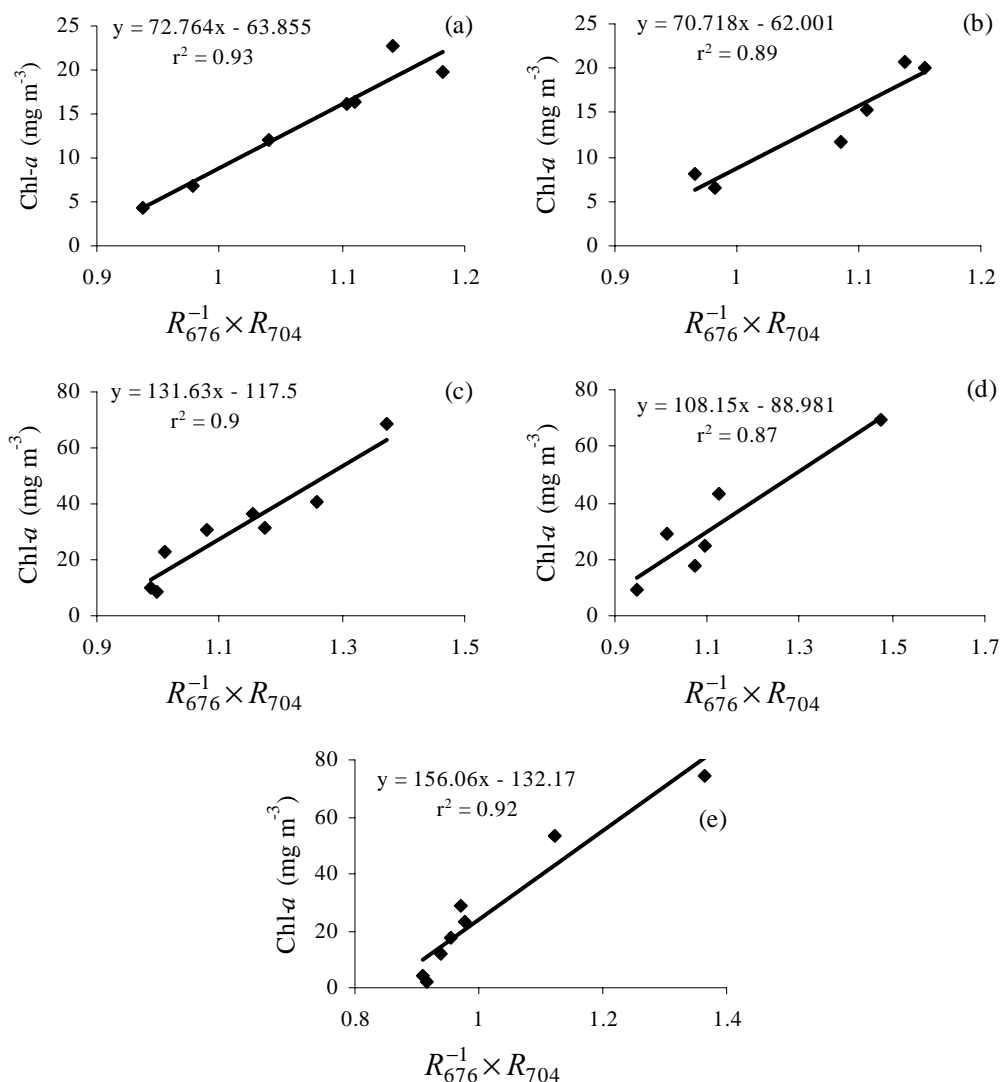 y = 72.764x - 63.855
r² = 0.93
(a)
25
20
15
10
5
0
Chl-a (mg m⁻³)
0.9 1 1.1 1.2
R₆₇₆⁻¹ × R₇₀₄
y = 70.718x - 62.001
r² = 0.89
(b)
25
20
15
10
5
0
Chl-a (mg m⁻³)
0.9 1 1.1 1.2
R₆₇₆⁻¹ × R₇₀₄
y = 131.63x - 117.5
r² = 0.9
(c)
80
60
40
20
0
Chl-a (mg m⁻³)
0.9 1.1 1.3 1.5
R₆₇₆⁻¹ × R₇₀₄
y = 108.15x - 88.981
r² = 0.87
(d)
80
60
40
20
0
Chl-a (mg m⁻³)
0.9 1.1 1.3 1.5 1.7
R₆₇₆⁻¹ × R₇₀₄
y = 156.06x - 132.17
r² = 0.92
(e)
80
60
40
20
0
Chl-a (mg m⁻³)
0.8 1 1.2 1.4
R₆₇₆⁻¹ × R₇₀₄